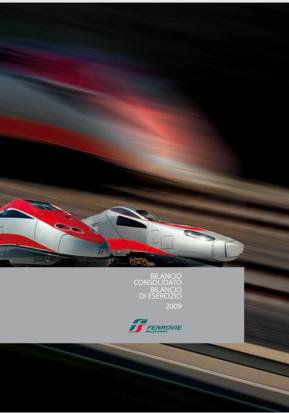 BILANCIO
CONSOLIDATO
BILANCIO
DI ESERCIZIO
2009
FERROVIE